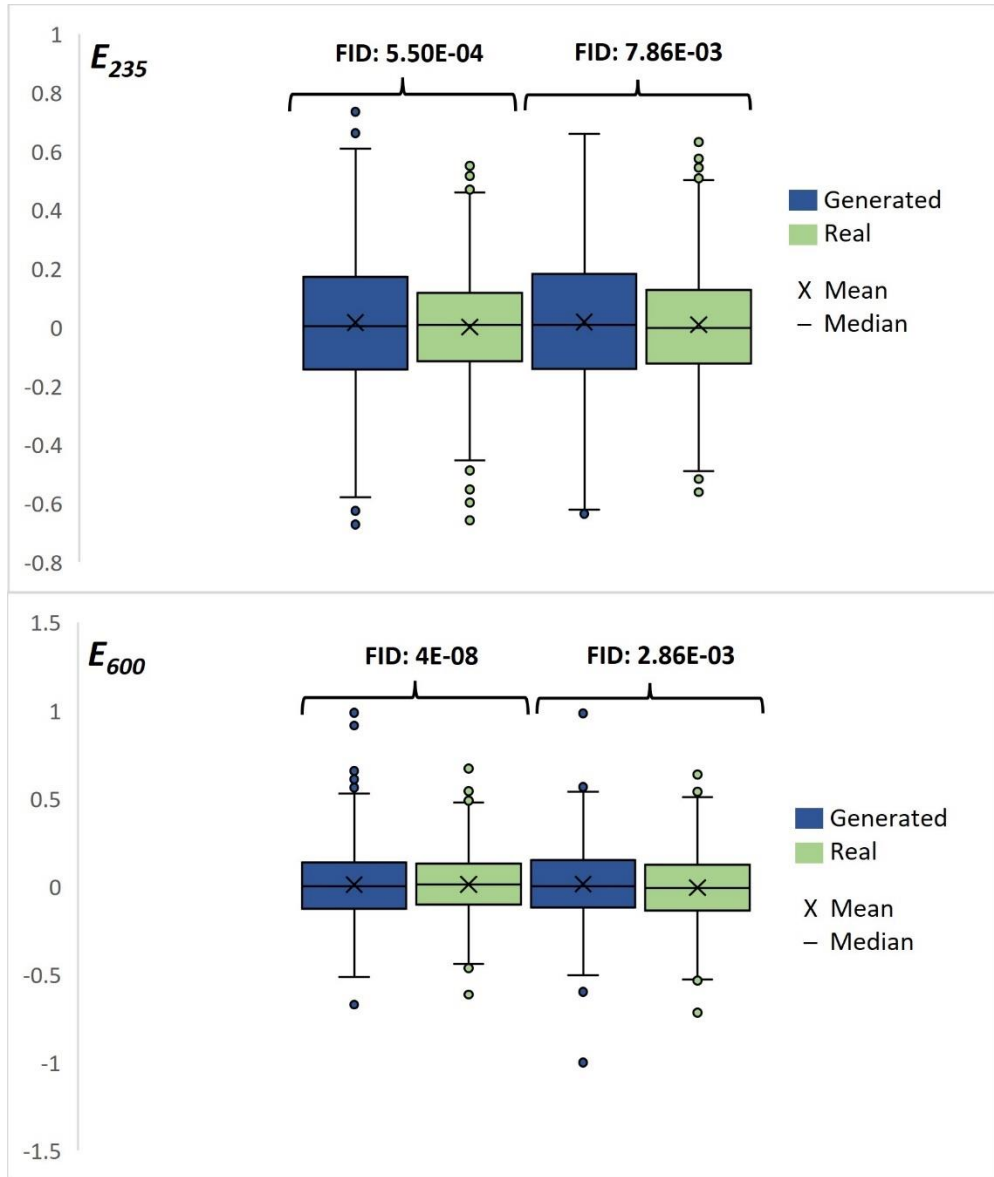 1
E235
FID: 5.50E-04
FID: 7.86E-03
0.8
0.6
0.4
0.2
0
-0.2
-0.4
-0.6
-0.8
Generated
Real
X Mean
– Median
1.5
E600
FID: 4E-08
FID: 2.86E-03
1
0.5
0
-0.5
-1
-1.5
Generated
Real
X Mean
– Median